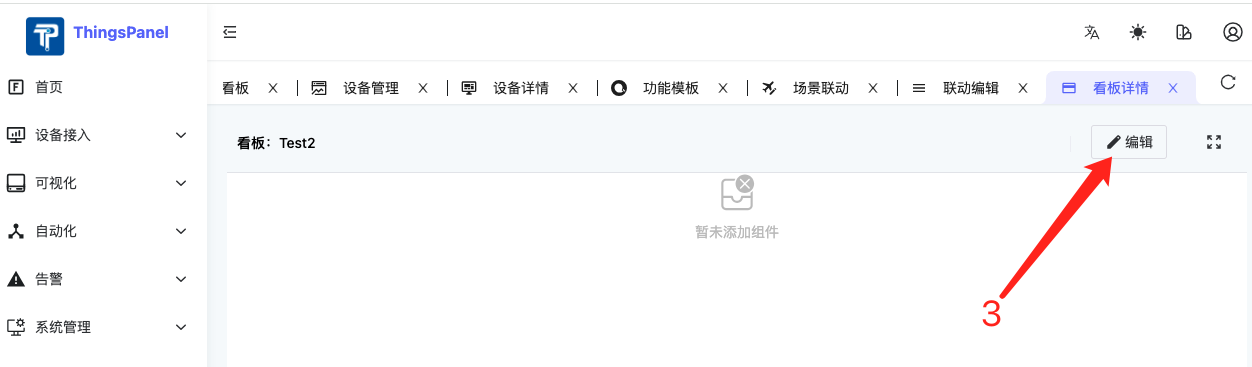 ThingsPanel
首页
设备接入
可视化
自动化
告警
系统管理
看板 X 设备管理 X 设备详情 X 功能模板 X 场景联动 X 联动编辑 X 看板详情 X
看板：Test2
编辑
暂未添加组件
3